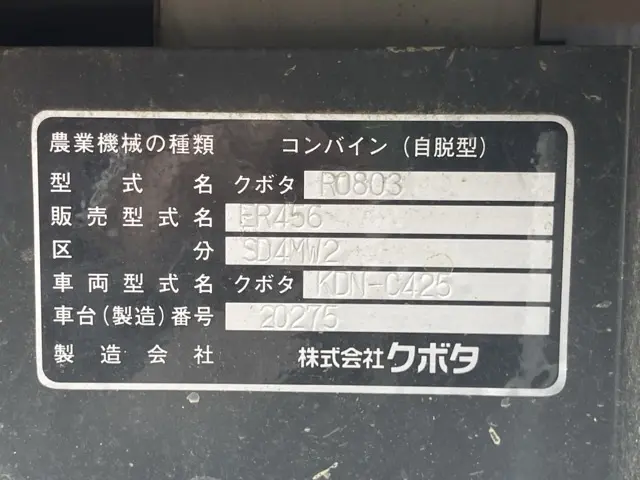 農業機械の種類 コンバイン (自脱型)
型式名 クボタ R0803
販売型式名 ER456
区分 SD4MW2
車両型式名 クボタ KDN-C425
車台(製造)番号 20275
製造会社 株式会社クボタ